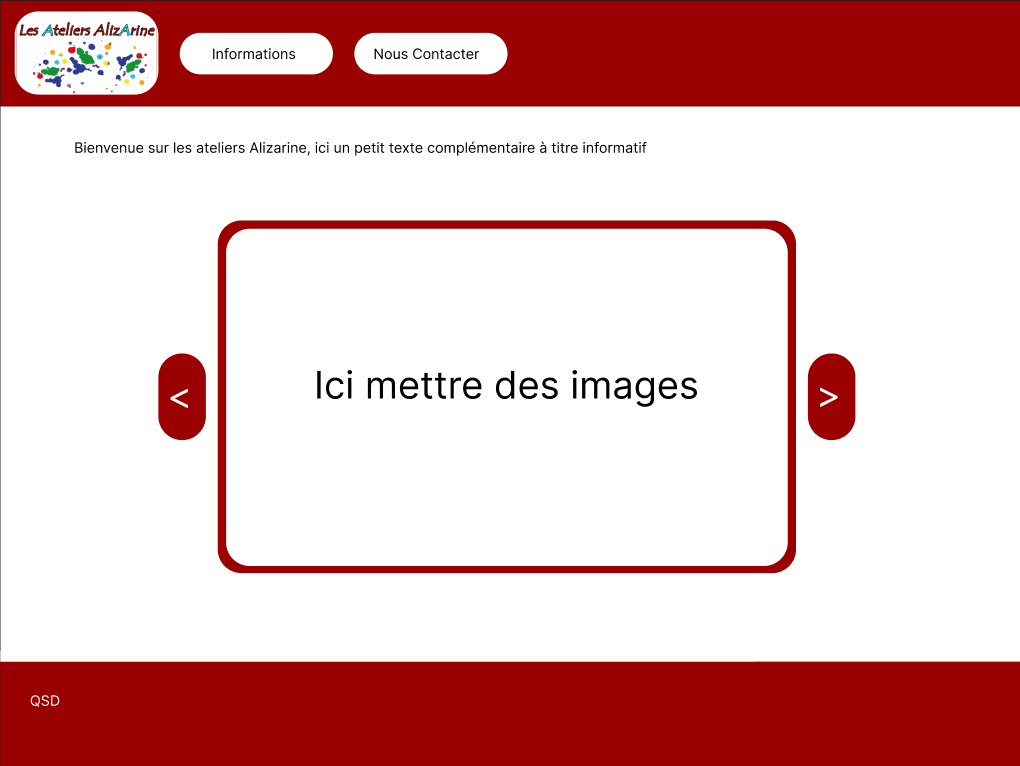 Les Ateliers AlizArine
Informations
Nous Contacter
Bienvenue sur les ateliers Alizarine, ici un petit texte complémentaire à titre informatif
Ici mettre des images
<
>
QSD